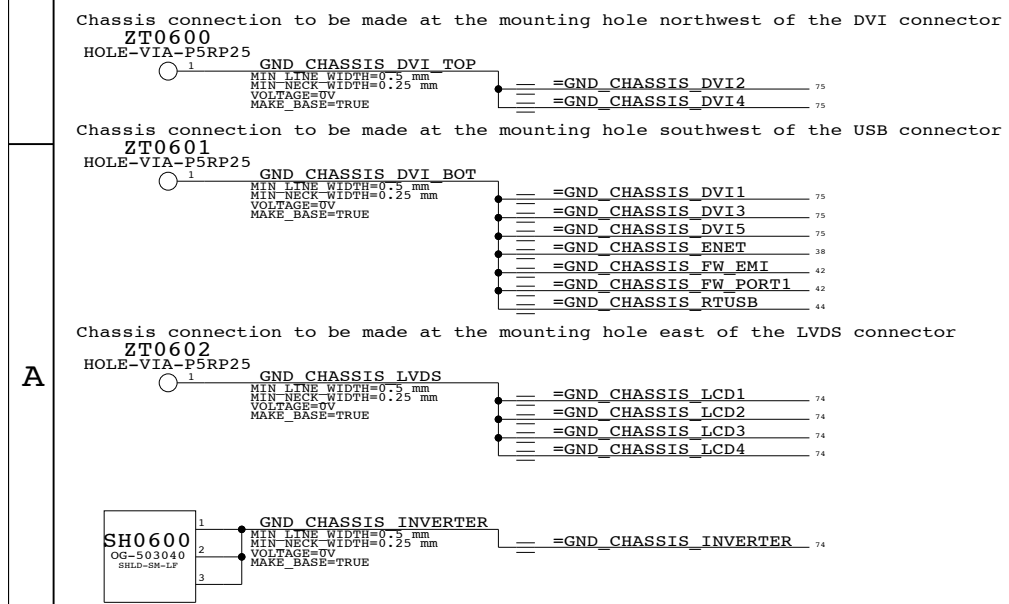 Chassis connection to be made at the mounting hole northwest of the DVI connector
ZT0600
HOLE-VIA-P5RP25
1
GND_CHASSIS_DVI_TOP
MIN_LINE_WIDTH=0.5 mm
MIN_NECK_WIDTH=0.25 mm
VOLTAGE=0V
MAKE_BASE=TRUE
=GND_CHASSIS_DVI2 75
=GND_CHASSIS_DVI4 75
Chassis connection to be made at the mounting hole southwest of the USB connector
ZT0601
HOLE-VIA-P5RP25
1
GND_CHASSIS_DVI_BOT
MIN_LINE_WIDTH=0.5 mm
MIN_NECK_WIDTH=0.25 mm
VOLTAGE=0V
MAKE_BASE=TRUE
=GND_CHASSIS_DVI1 75
=GND_CHASSIS_DVI3 75
=GND_CHASSIS_DVI5 75
=GND_CHASSIS_ENET 38
=GND_CHASSIS_FW_EMI 42
=GND_CHASSIS_FW_PORT1 42
=GND_CHASSIS_RTUSB 44
Chassis connection to be made at the mounting hole east of the LVDS connector
ZT0602
HOLE-VIA-P5RP25
A
1
GND_CHASSIS_LVDS
MIN_LINE_WIDTH=0.5 mm
MIN_NECK_WIDTH=0.25 mm
VOLTAGE=0V
MAKE_BASE=TRUE
=GND_CHASSIS_LCD1 74
=GND_CHASSIS_LCD2 74
=GND_CHASSIS_LCD3 74
=GND_CHASSIS_LCD4 74
SH0600
OG-503040
SHLD-SM-LF
1
2
3
GND_CHASSIS_INVERTER
MIN_LINE_WIDTH=0.5 mm
MIN_NECK_WIDTH=0.25 mm
VOLTAGE=0V
MAKE_BASE=TRUE
=GND_CHASSIS_INVERTER 74